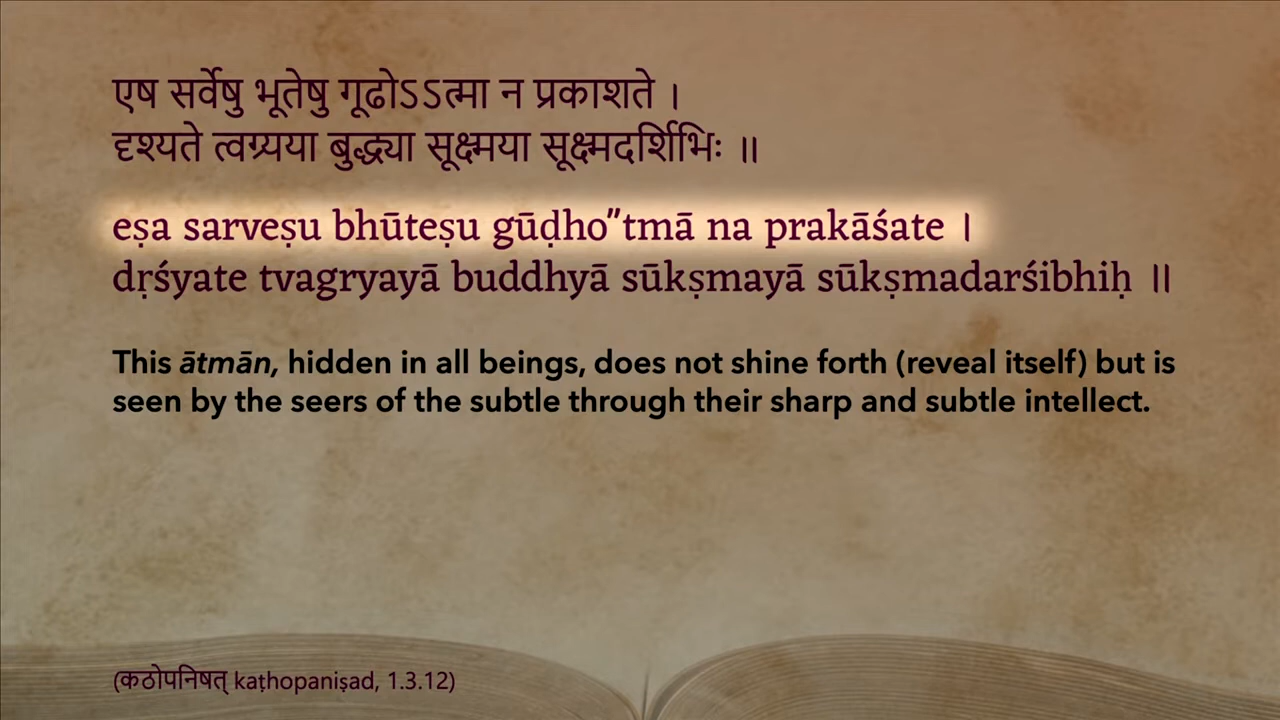 एष सर्वेषु भूतेषु गूढोऽऽत्मा न प्रकाशते ।
दृश्यते त्वग्र्यया बुद्ध्या सूक्ष्मया सूक्ष्मदर्शिभिः ॥
eṣa sarveṣu bhūteṣu gūḍho"tmā na prakāśate ।
dṛśyate tvagryayā buddhyā sūkṣmayā sūkṣmadarśibhiḥ ॥
This ātmān, hidden in all beings, does not shine forth (reveal itself) but is
seen by the seers of the subtle through their sharp and subtle intellect.
(कठोपनिषत् kaṭhopaniṣad, 1.3.12)